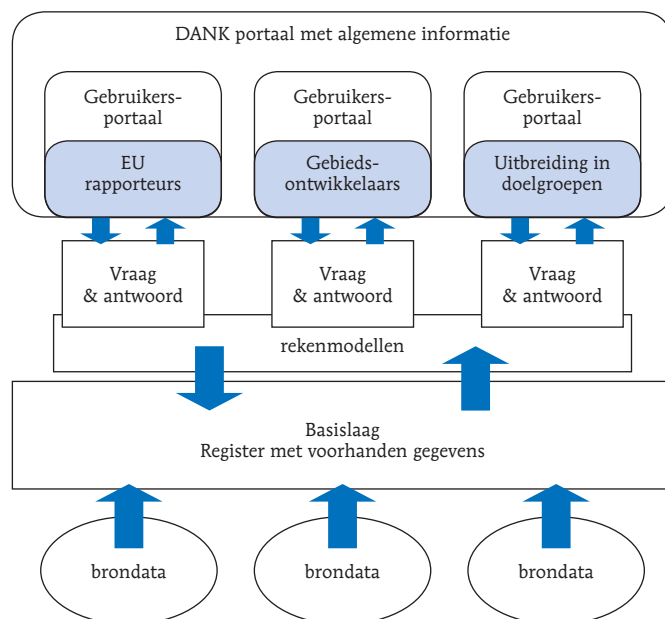 DANK portaal met algemene informatie
Gebruikers-
portaal
EU
rapporteurs
Gebruikers-
portaal
Gebieds-
ontwikkelaars
Gebruikers-
portaal
Uitbreiding in
doelgroepen
Vraag
& antwoord
Vraag
& antwoord
Vraag
& antwoord
rekenmodellen
Basislaag
Register met voorhanden gegevens
brondata
brondata
brondata